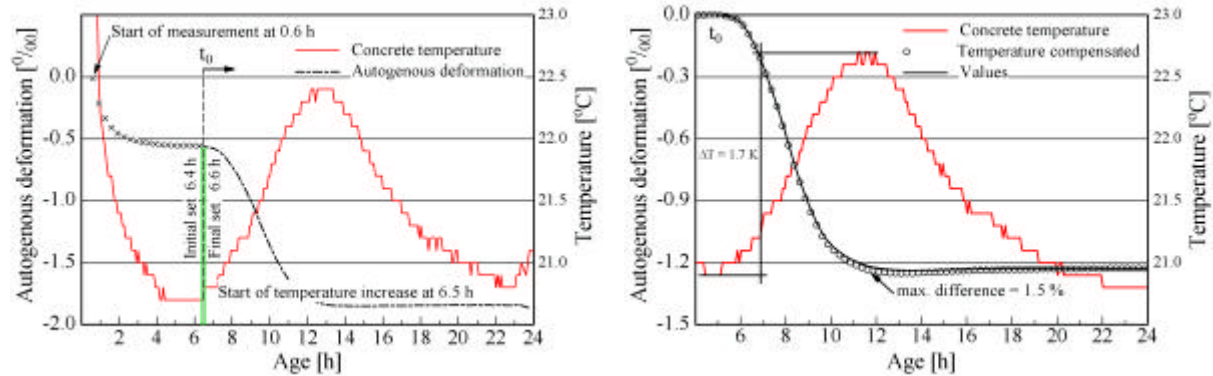 Start of measurement at 0.6 h
t0
Concrete temperature
Autogenous deformation
Initial set 6.4 h
Final set 6.6 h
Start of temperature increase at 6.5 h
Autogenous deformation [0/00]
0.0
-0.5
-1.0
-1.5
-2.0
23.0
22.5
22.0
21.5
21.0
Temperature [ºC]
2 4 6 8 10 12 14 16 18 20 22 24
Age [h]
t0
Concrete temperature
Temperature compensated
Values
ΔT = 1.7 K
max. difference = 1.5 %
Autogenous deformation [0/00]
0.0
-0.3
-0.6
-0.9
-1.2
-1.5
23.0
22.5
22.0
21.5
21.0
Temperature [ºC]
6 8 10 12 14 16 18 20 22 24
Age [h]